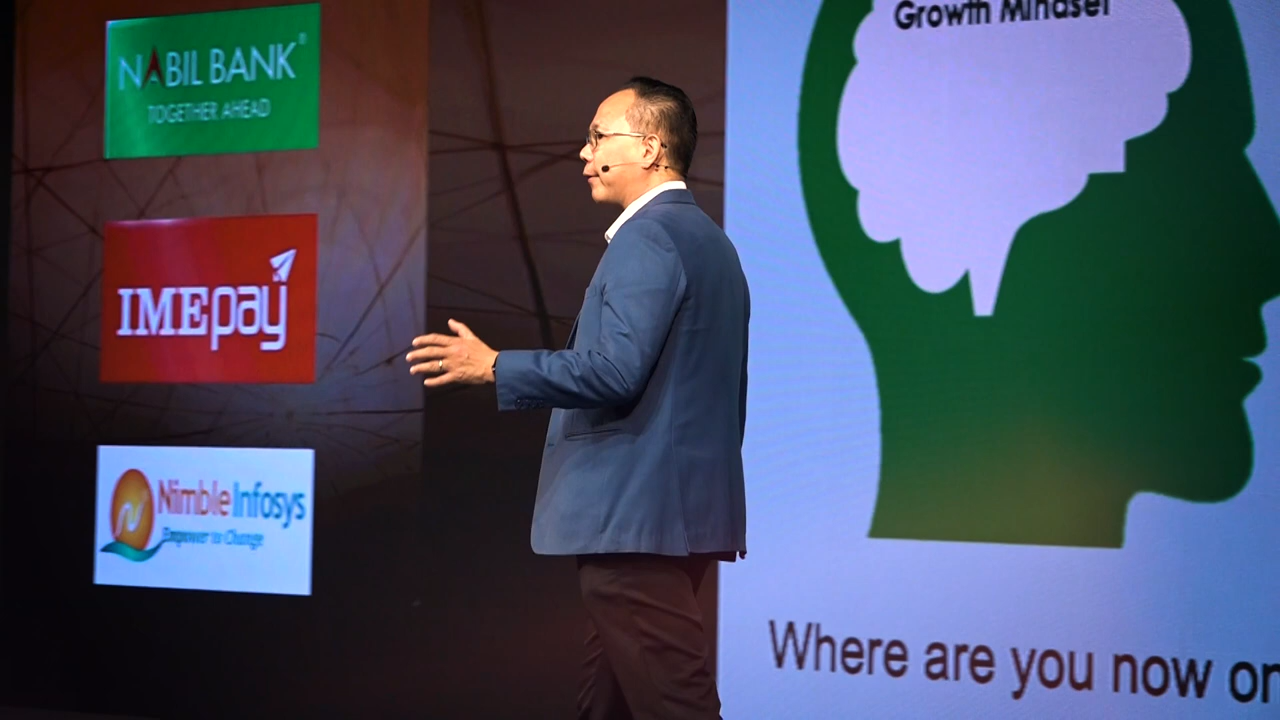 NABIL BANK®
TOGETHER AHEAD
IMEpay
Nimble Infosys
Empower to Change
Growth Mindset
Where are you now on